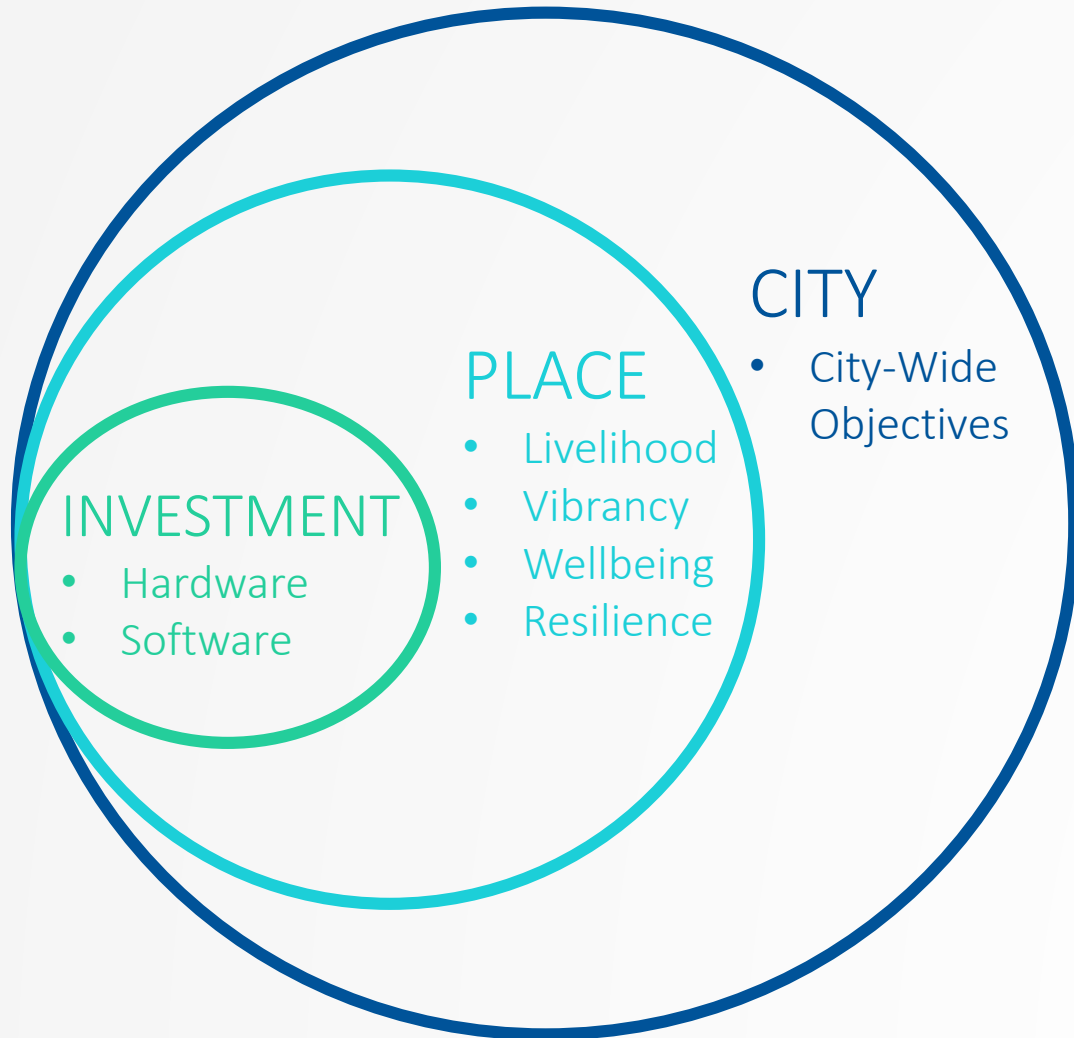 CITY
• City-Wide
Objectives
PLACE
• Livelihood
• Vibrancy
• Wellbeing
• Resilience
INVESTMENT
• Hardware
• Software